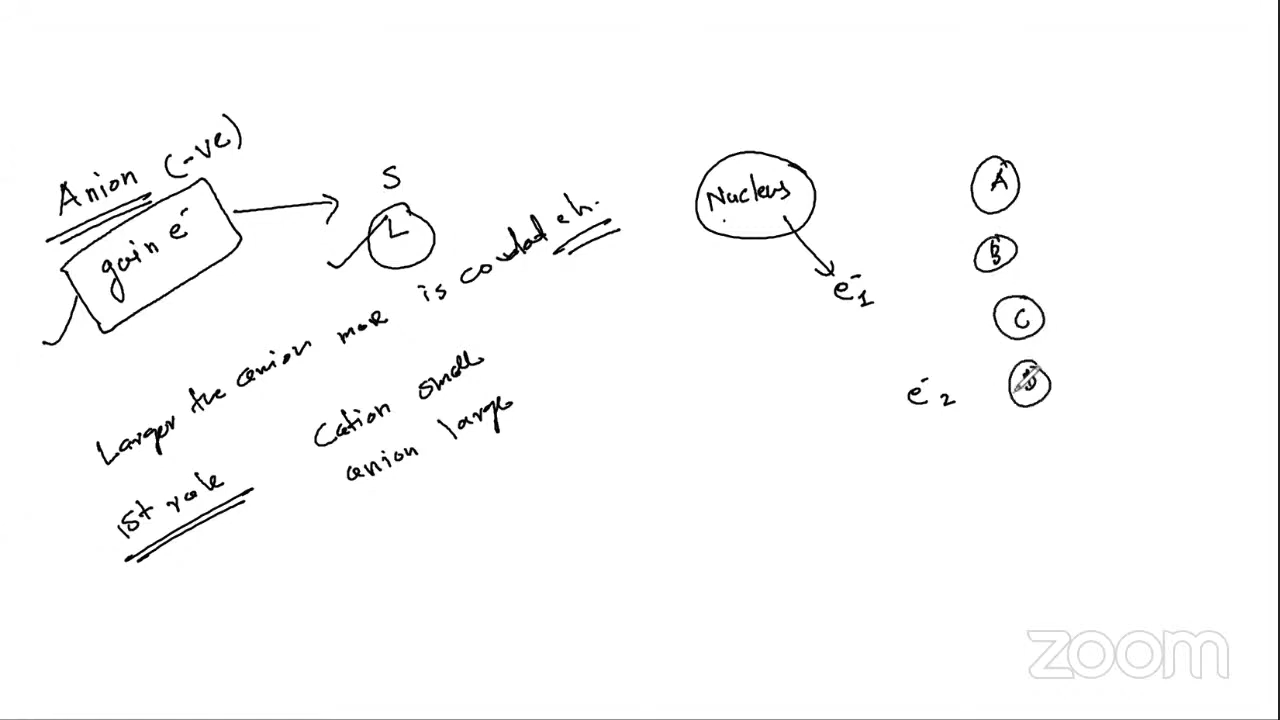 Anion (-ve)
gain e⁻
S
L
Larger the anion more is covalent ch.
1st rule
Cation small
anion large
Nucleus
e⁻1
e⁻2
A
B
C
D
zoom